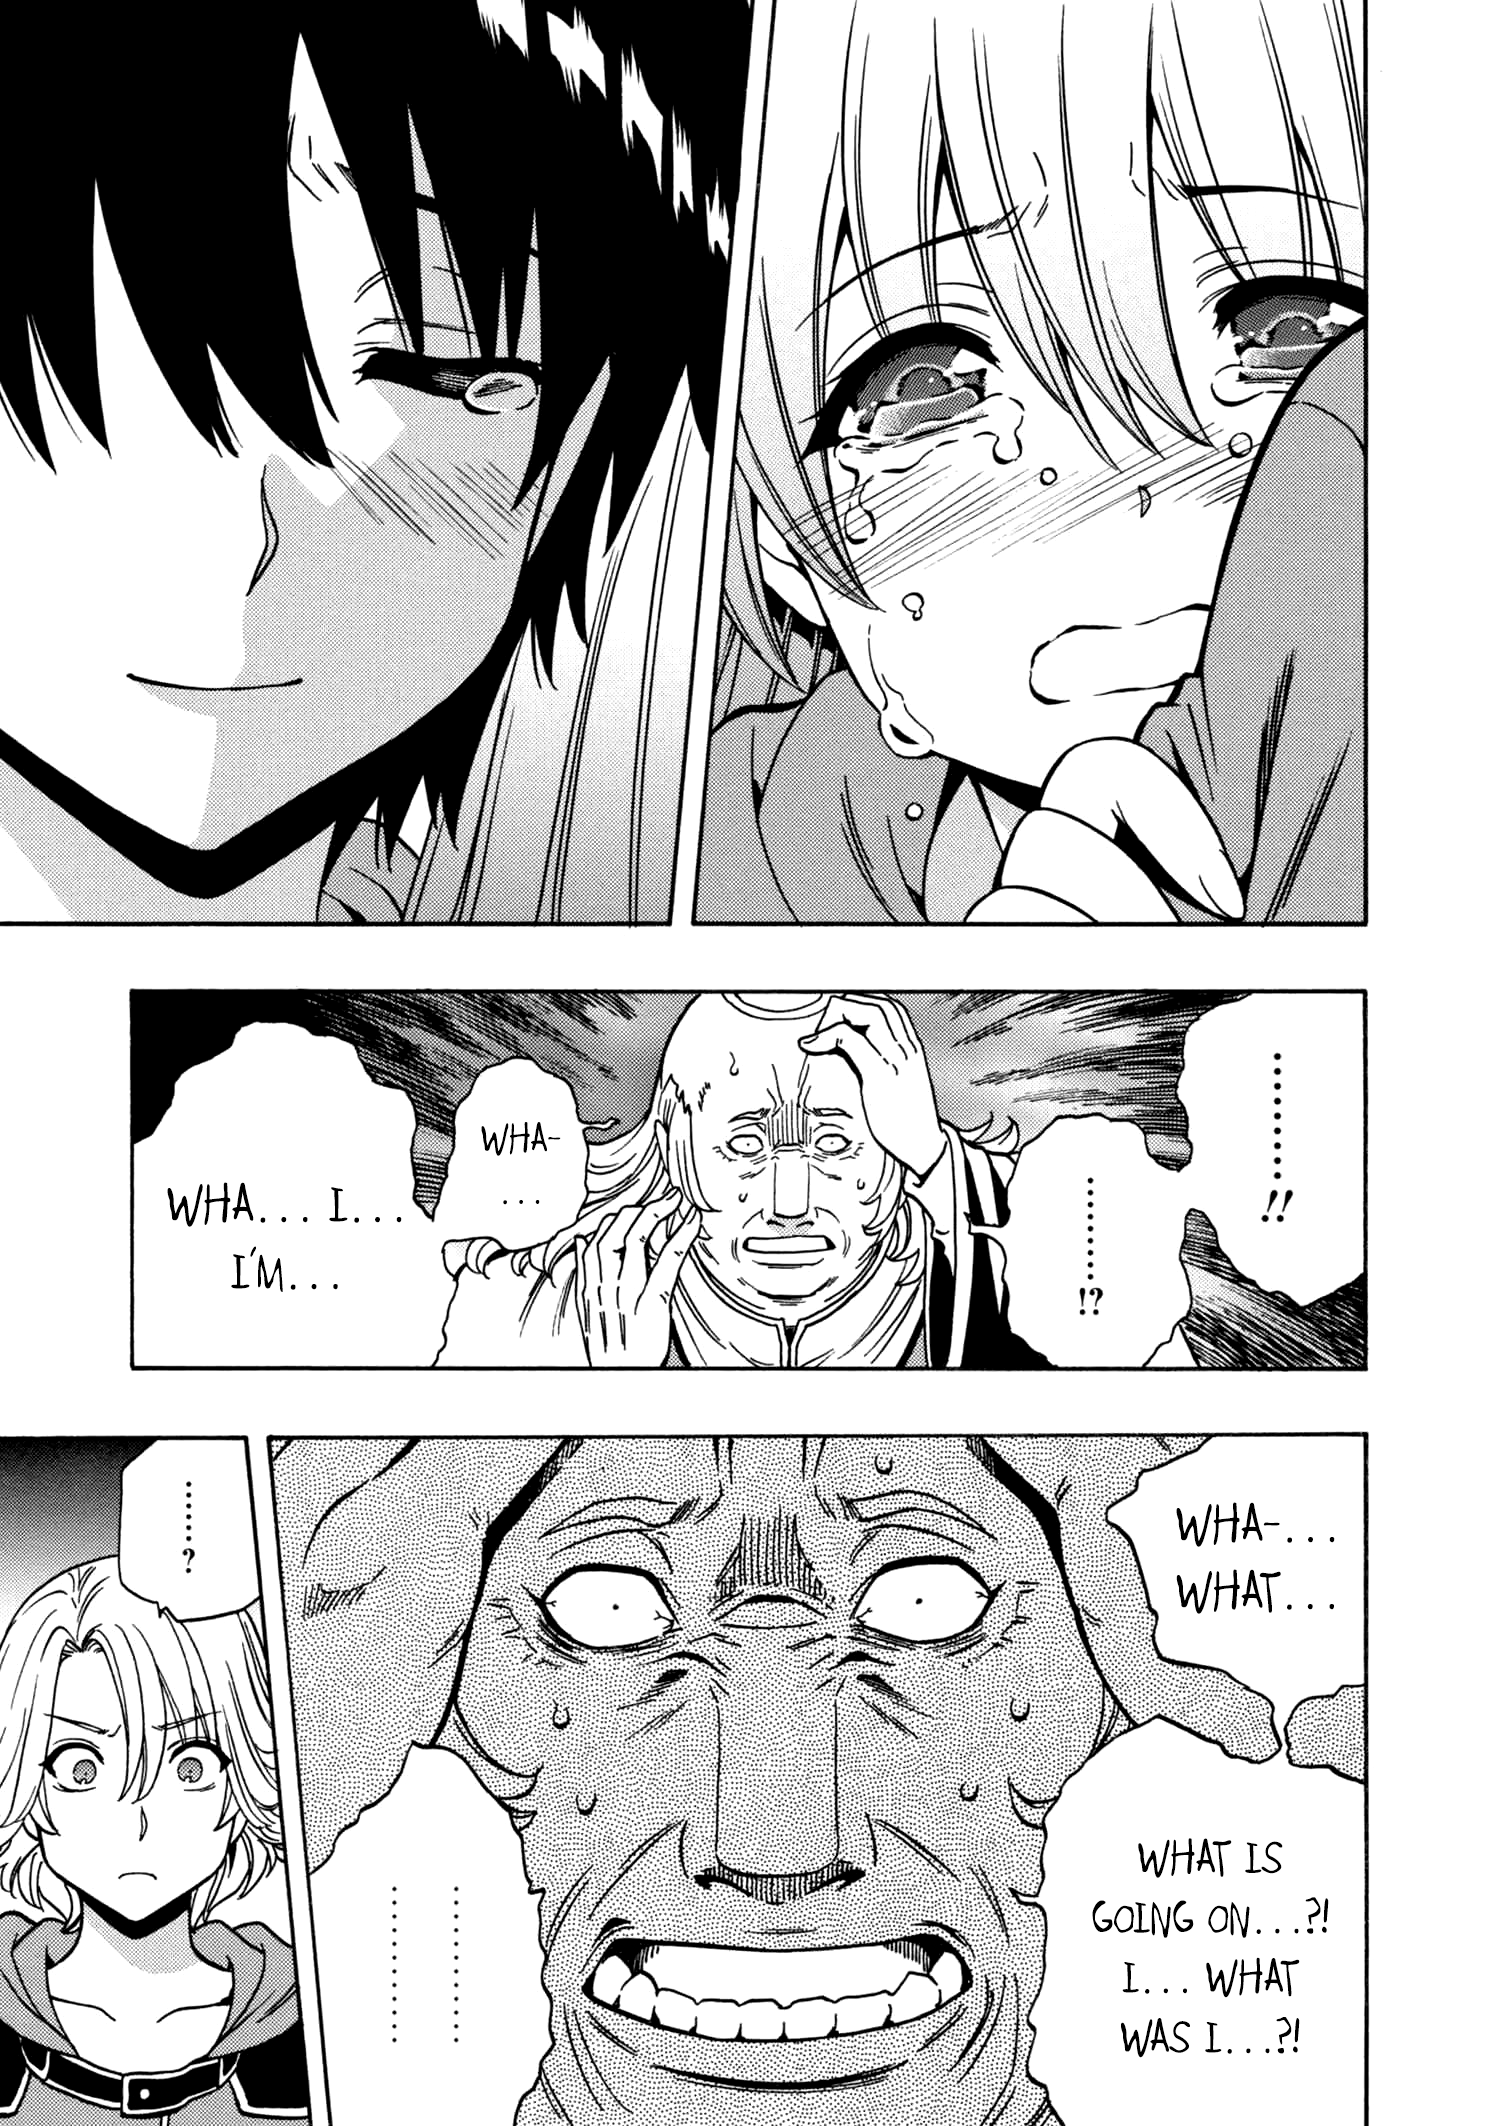 .......!!
......!?
WHA-
...
WHA... I...
I'M...
WHA-...
WHAT...
WHAT IS
GOING ON...?!
I... WHAT
WAS I...?!
..........
..........
......?